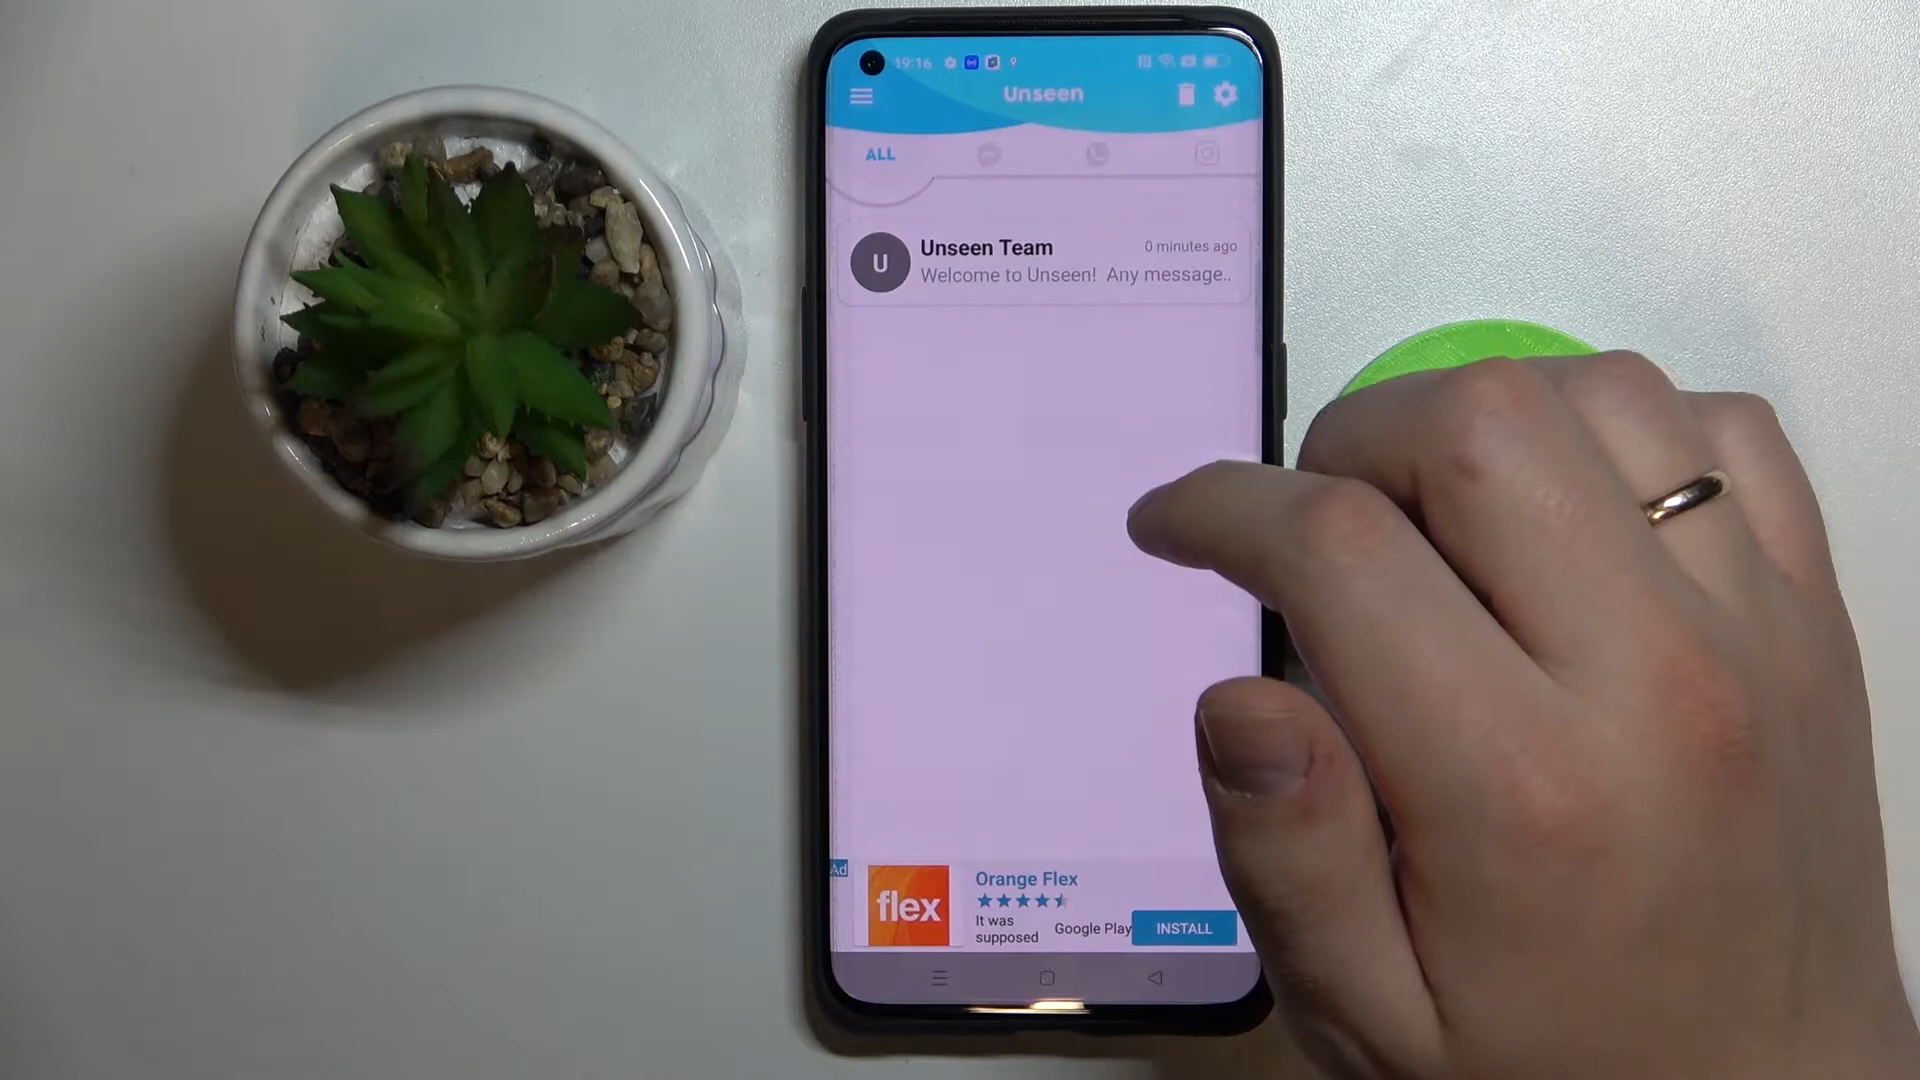 19:16
Unseen
ALL
U
Unseen Team
0 minutes ago
Welcome to Unseen! Any message..
Ad
flex
Orange Flex
It was
supposed
Google Play
INSTALL